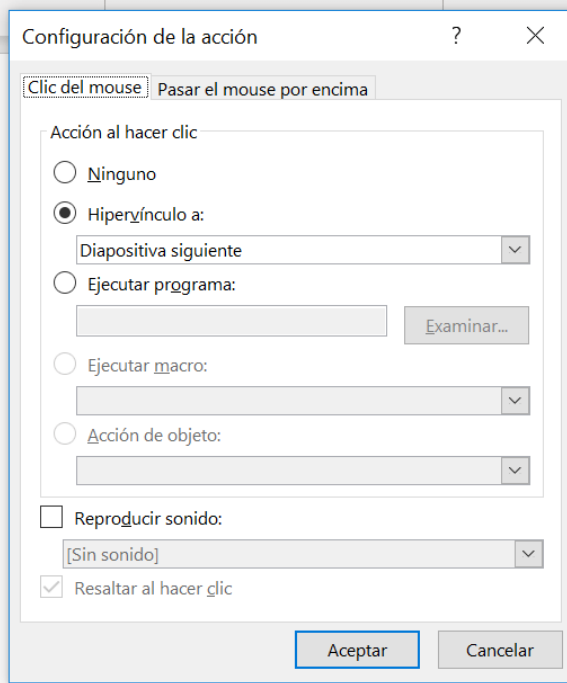 Configuración de la acción ?
Clic del mouse Pasar el mouse por encima
Acción al hacer clic
Ninguno
Hipervínculo a:
Diapositiva siguiente
Ejecutar programa:
Examinar...
Ejecutar macro:
Acción de objeto:
Reproducir sonido:
[Sin sonido]
Resaltar al hacer clic
Aceptar Cancelar